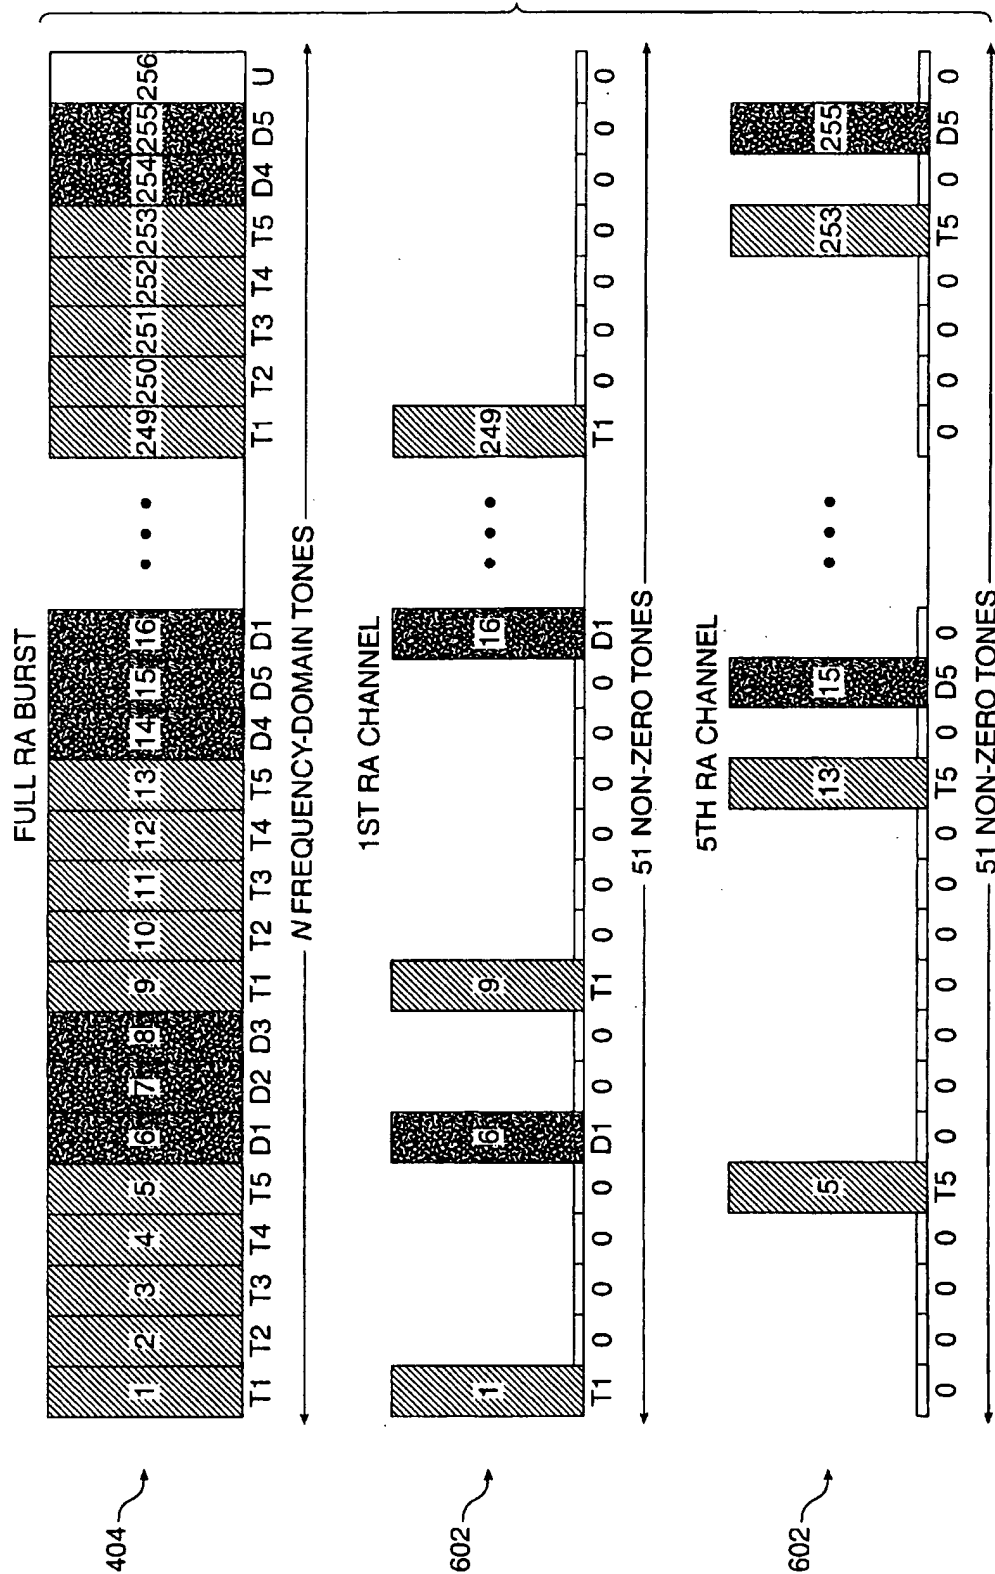 FULL RA BURST
404
1 2 3 4 5 6 7 8 9 10 11 12 13 14 15 16 249 250 251 252 253 254 255 256
T1 T2 T3 T4 T5 D1 D2 D3 T1 T2 T3 T4 T5 D4 D5 D1 T1 T2 T3 T4 T5 D4 D5 U
N FREQUENCY-DOMAIN TONES
1ST RA CHANNEL
602
1 6 9 16 249
T1 0 0 0 0 D1 0 0 T1 0 0 0 0 0 0 D1 T1 0 0 0 0 0 0 0
51 NON-ZERO TONES
5TH RA CHANNEL
602
5 13 15 253 255
0 0 0 0 T5 0 0 0 0 0 0 0 T5 0 D5 0 0 0 0 0 T5 0 D5 0
51 NON-ZERO TONES